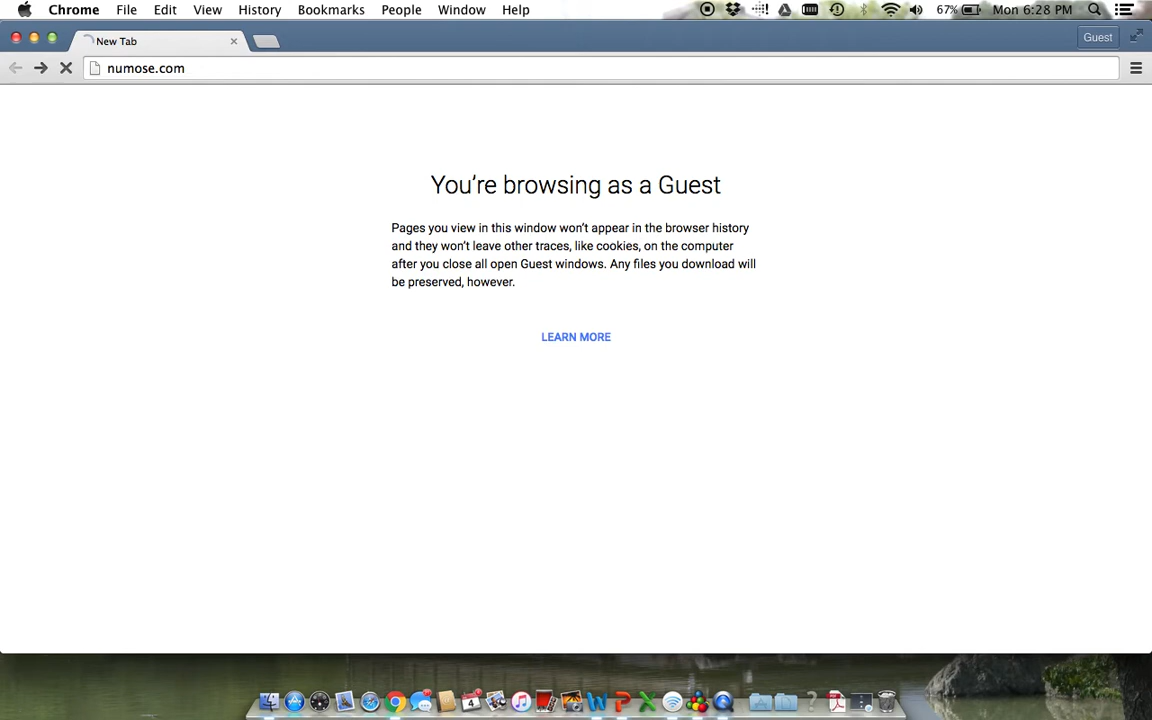 Chrome File Edit View History Bookmarks People Window Help 67% Mon 6:28 PM
New Tab Guest
numose.com
You're browsing as a Guest
Pages you view in this window won't appear in the browser history
and they won't leave other traces, like cookies, on the computer
after you close all open Guest windows. Any files you download will
be preserved, however.
LEARN MORE
4